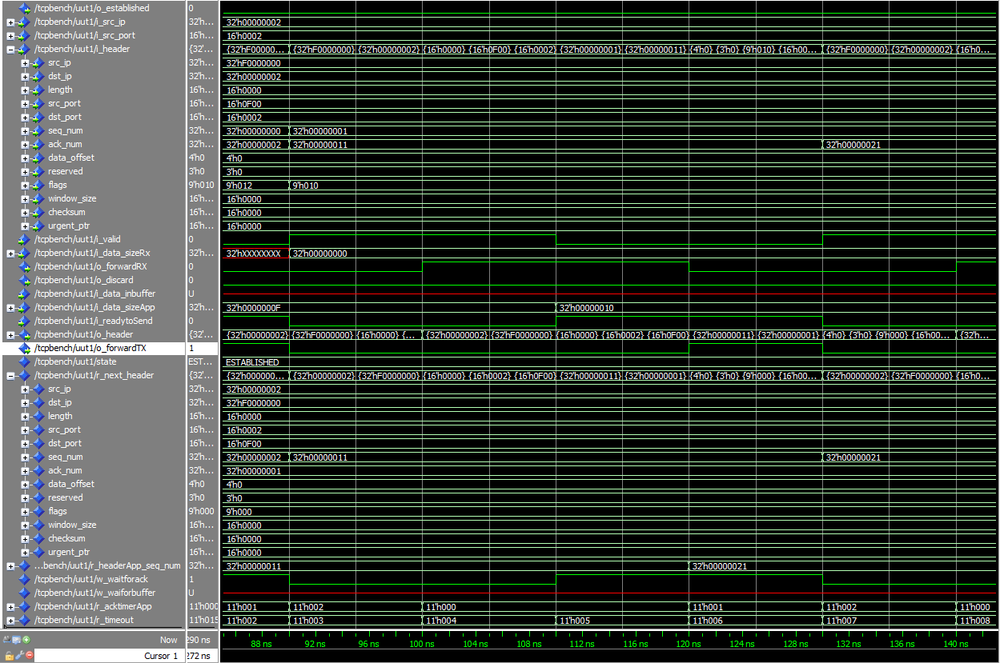 /tcpbench/uut1/o_established 0
/tcpbench/uut1/i_src_ip 32'h... 32'h00000002
/tcpbench/uut1/i_src_port 16'h... 16'h0002
/tcpbench/uut1/i_header {32'... {32'hF00000... {32'hF0000000} {32'h00000002} {16'h0000} {16'h0F00} {16'h0002} {32'h00000001} {32'h00000011} {4'h0} {3'h0} {9'h010} {16'h00... {32'hF0000000} {32'h00000002} {16'h0...
src_ip 32'h... 32'hF0000000
dst_ip 32'h... 32'h00000002
length 16'h... 16'h0000
src_port 16'h... 16'h0F00
dst_port 16'h... 16'h0002
seq_num 32'h... 32'h00000000 32'h00000001
ack_num 32'h... 32'h00000002 32'h00000011 32'h00000021
data_offset 4'h0 4'h0
reserved 3'h0 3'h0
flags 9'h010 9'h012 9'h010
window_size 16'h... 16'h0000
checksum 16'h... 16'h0000
urgent_ptr 16'h... 16'h0000
/tcpbench/uut1/i_valid 0
/tcpbench/uut1/i_data_sizeRx 32'h... 32'hXXXXXXXX 32'h00000000
/tcpbench/uut1/o_forwardRX 0
/tcpbench/uut1/o_discard 0
/tcpbench/uut1/i_data_inbuffer U
/tcpbench/uut1/i_data_sizeApp 32'h... 32'h0000000F 32'h00000010
/tcpbench/uut1/i_readytoSend 0
/tcpbench/uut1/o_header {32'... {32'h00000002} {32'hF0000000} {16'h0000} {... {32'h00000002} {32'hF0000000} {16'h0000} {16'h0002} {16'h0F00} {32'h00000011} {32'h00000001} {4'h0} {3'h0} {9'h000} {16'h00... {32'h...
/tcpbench/uut1/o_forwardTX 1
/tcpbench/uut1/state EST... ESTABLISHED
/tcpbench/uut1/r_next_header {32'... {32'h000000... {32'h00000002} {32'hF0000000} {16'h0000} {16'h0002} {16'h0F00} {32'h00000011} {32'h00000001} {4'h0} {3'h0} {9'h000} {16'h00... {32'h00000002} {32'hF0000000} {16'h0...
src_ip 32'h... 32'h00000002
dst_ip 32'h... 32'hF0000000
length 16'h... 16'h0000
src_port 16'h... 16'h0002
dst_port 16'h... 16'h0F00
seq_num 32'h... 32'h00000002 32'h00000011 32'h00000021
ack_num 32'h... 32'h00000001
data_offset 4'h0 4'h0
reserved 3'h0 3'h0
flags 9'h000 9'h000
window_size 16'h... 16'h0000
checksum 16'h... 16'h0000
urgent_ptr 16'h... 16'h0000
...bench/uut1/r_headerApp_seq_num 32'h... 32'h00000011 32'h00000021
/tcpbench/uut1/w_waitforack 1
/tcpbench/uut1/w_waiforbuffer U
/tcpbench/uut1/r_acktimerApp 11'h000 11'h001 11'h002 11'h000 11'h001 11'h002 11'h000
/tcpbench/uut1/r_timeout 11'h015 11'h002 11'h003 11'h004 11'h005 11'h006 11'h007 11'h008
Now 290 ns 88 ns 92 ns 96 ns 100 ns 104 ns 108 ns 112 ns 116 ns 120 ns 124 ns 128 ns 132 ns 136 ns 140 ns
Cursor 1 272 ns